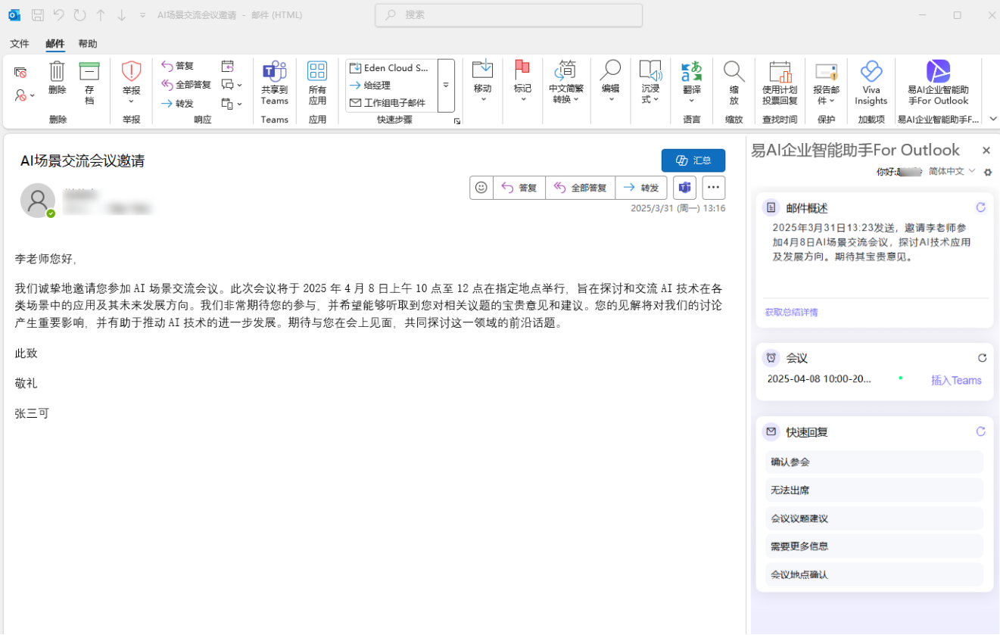 AI场景交流会议邀请 - 邮件 (HTML)
搜索
文件 邮件 帮助
删除
存档
删除
举报
举报
答复
全部答复
转发
响应
共享到 Teams
Teams
所有应用
应用
Eden Cloud S...
给经理
工作组电子邮件
快速步骤
移动
标记
中文简繁转换
编辑
沉浸式
翻译
语言
缩放
缩放
使用计划投票回复
查找时间
报告邮件
保护
Viva Insights
加载项
易AI企业智能助手For Outlook
易AI企业智能助手F...
AI场景交流会议邀请
汇总
答复
全部答复
转发
2025/3/31 (周一) 13:16
李老师您好，
我们诚挚地邀请您参加 AI 场景交流会议。此次会议将于 2025 年 4 月 8 日上午 10 点至 12 点在指定地点举行，旨在探讨和交流 AI 技术在各
类场景中的应用及其未来发展方向。我们非常期待您的参与，并希望能够听取到您对相关议题的宝贵意见和建议。您的见解将对我们的讨论
产生重要影响，并有助于推动 AI 技术的进一步发展。期待与您在会上见面，共同探讨这一领域的前沿话题。
此致
敬礼
张三可
易AI企业智能助手For Outlook
你好:赵 简体中文
邮件概述
2025年3月31日13:23发送，邀请李老师参
加4月8日AI场景交流会议，探讨AI技术应用
及发展方向。期待其宝贵意见。
获取总结详情
会议
2025-04-08 10:00-20... 插入Teams
快速回复
确认参会
无法出席
会议议题建议
需要更多信息
会议地点确认